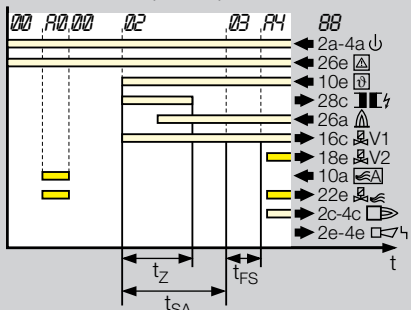 00 A0.00 02 03 A4 88
2a-4a
26e
10e ϑ
28c
26a
16c V1
18e V2
10a A
22e
2c-4c
2e-4e
t
tZ tFS
tSA